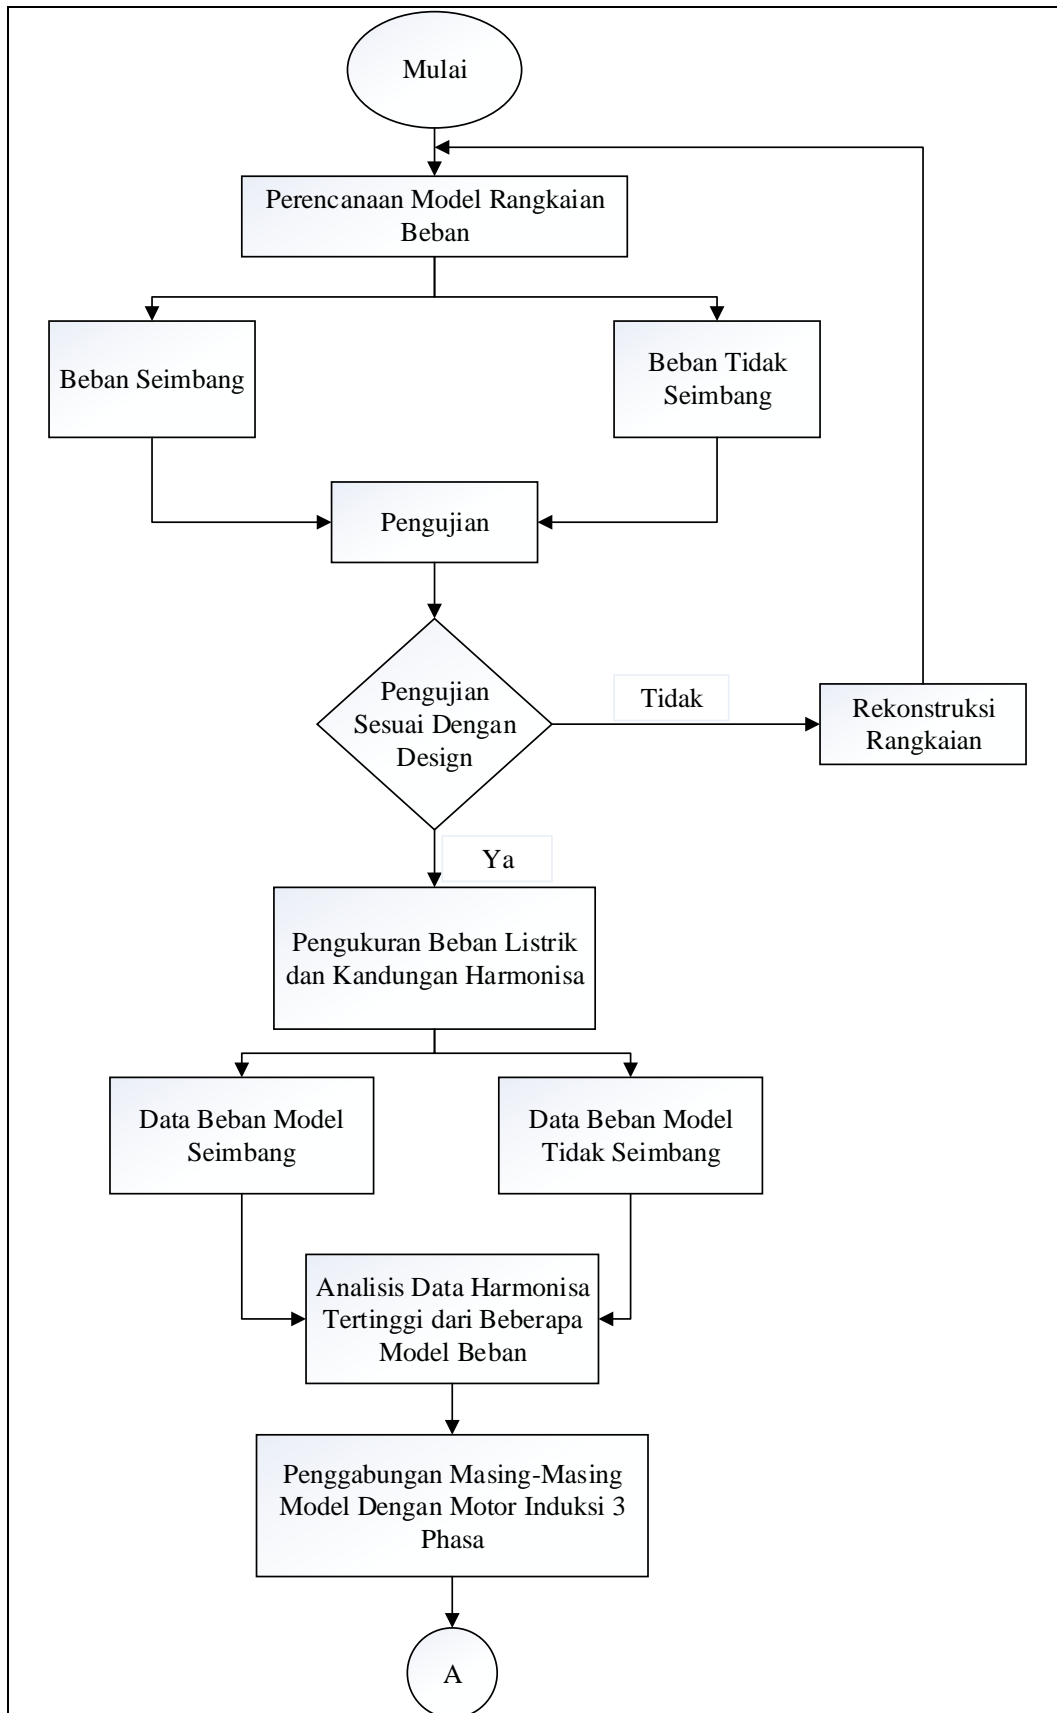 Mulai
Perencanaan Model Rangkaian
Beban
Beban Seimbang
Beban Tidak
Seimbang
Pengujian
Pengujian
Sesuai Dengan
Design
Tidak
Rekonstruksi
Rangkaian
Ya
Pengukuran Beban Listrik
dan Kandungan Harmonisa
Data Beban Model
Seimbang
Data Beban Model
Tidak Seimbang
Analisis Data Harmonisa
Tertinggi dari Beberapa
Model Beban
Penggabungan Masing-Masing
Model Dengan Motor Induksi 3
Phasa
A